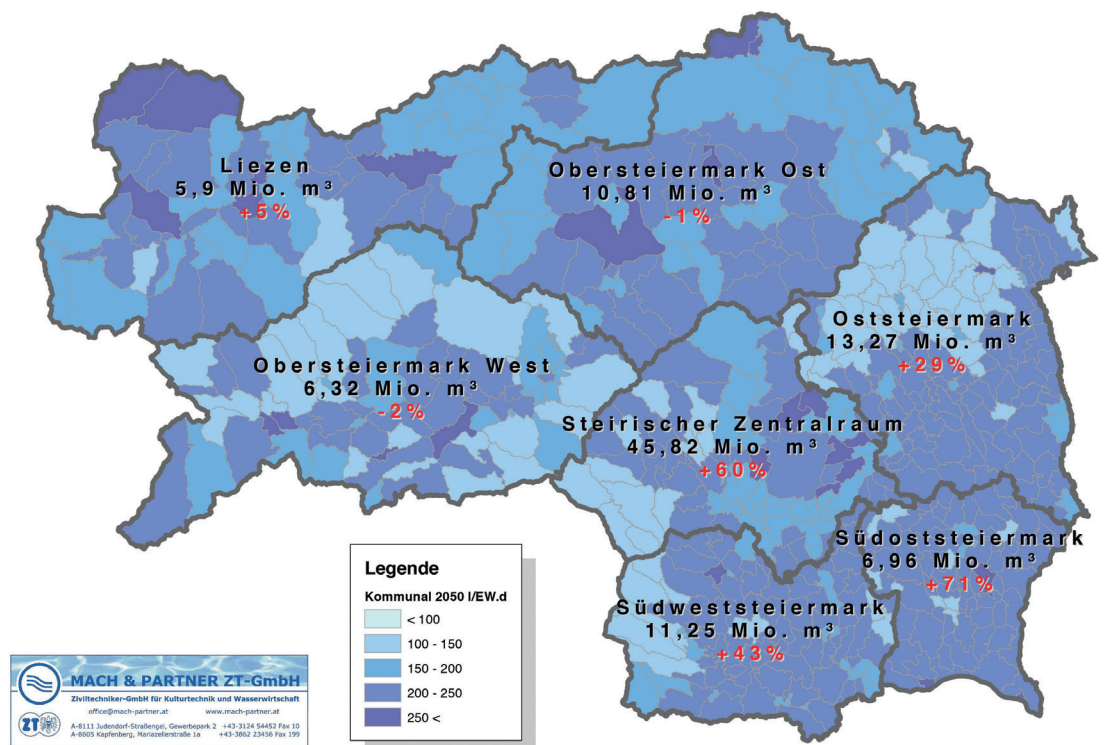 Liezen
5,9 Mio. m³
+5%
Obersteiermark Ost
10,81 Mio. m³
-1%
Oststeiermark
13,27 Mio. m³
+29%
Obersteiermark West
6,32 Mio. m³
-2%
Steirischer Zentralraum
45,82 Mio. m³
+60%
Südoststeiermark
6,96 Mio. m³
+71%
Südweststeiermark
11,25 Mio. m³
+43%
Legende
Kommunal 2050 l/EW.d
< 100
100 - 150
150 - 200
200 - 250
250 <
MACH & PARTNER ZT-GmbH
Ziviltechniker-GmbH für Kulturtechnik und Wasserwirtschaft
office@mach-partner.at www.mach-partner.at
ZT
A-8111 Judendorf-Straßengel, Gewerbepark 2 +43-3124 54452 Fax 10
A-8605 Kapfenberg, Mariazellerstraße 1a +43-3862 23456 Fax 199